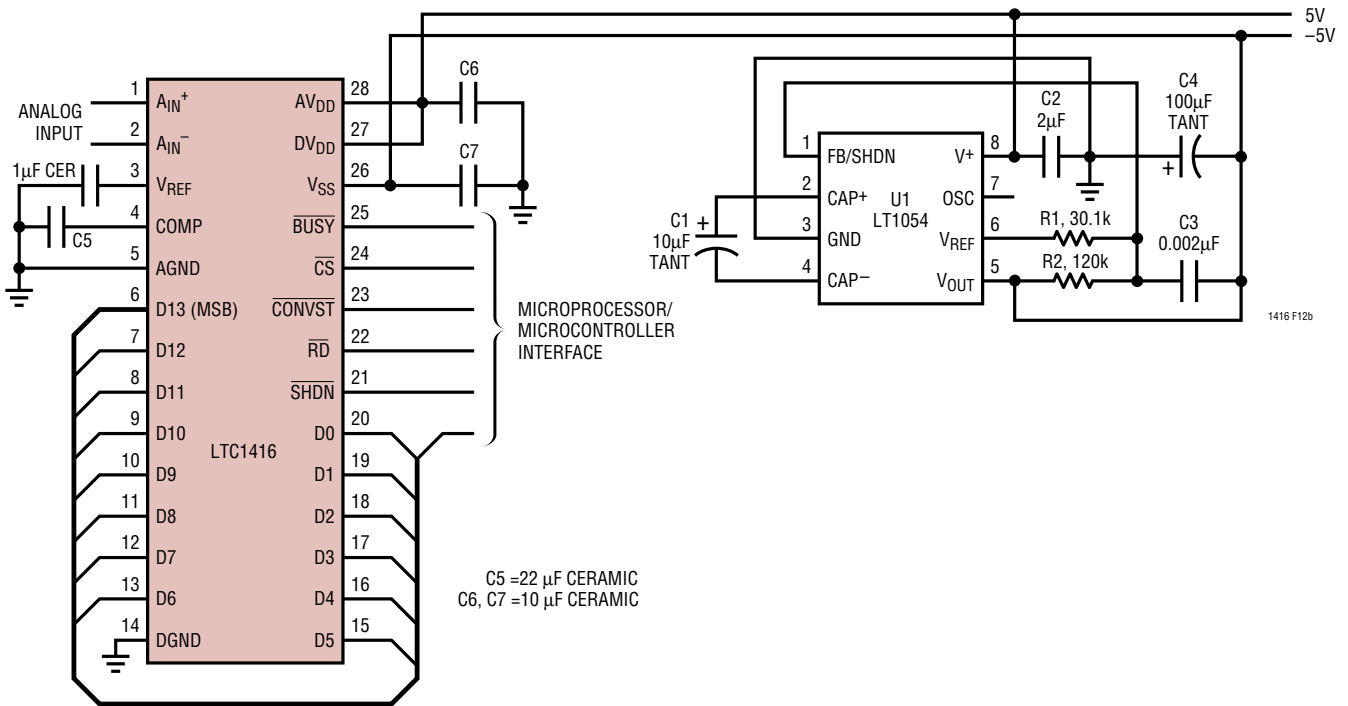 5V
–5V
ANALOG
INPUT
1 AIN+
2 AIN–
1µF CER
3 VREF
4 COMP
C5
5 AGND
6 D13 (MSB)
7 D12
8 D11
9 D10
10 D9
11 D8
12 D7
13 D6
14 DGND
LTC1416
AVDD 28
DVDD 27
VSS 26
BUSY 25
CS 24
CONVST 23
RD 22
SHDN 21
D0 20
D1 19
D2 18
D3 17
D4 16
D5 15
C6
C7
MICROPROCESSOR/
MICROCONTROLLER
INTERFACE
C5 =22 µF CERAMIC
C6, C7 =10 µF CERAMIC
C1 +
10µF
TANT
1 FB/SHDN
2 CAP+
3 GND
4 CAP–
U1
LT1054
V+ 8
OSC 7
VREF 6
VOUT 5
C2
2µF
C4
100µF
TANT
+
R1, 30.1k
R2, 120k
C3
0.002µF
1416 F12b